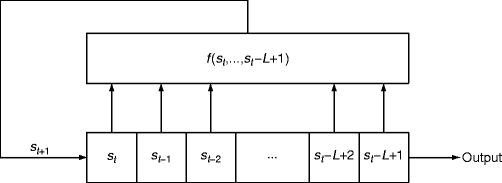 f(s_t,...,s_t–L+1)
s_t+1
s_t s_t–1 s_t–2 ... s_t–L+2 s_t–L+1 Output